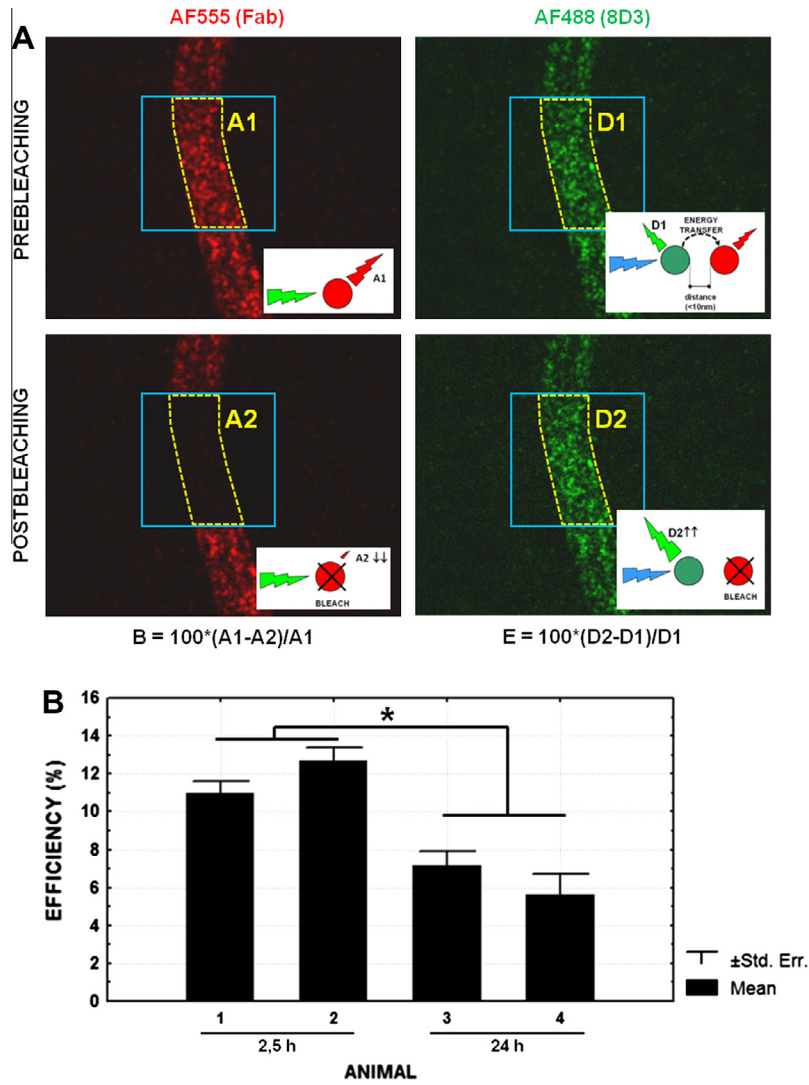 AF555 (Fab)
AF488 (8D3)
A
PREBLEACHING
A1
D1
A1
D1
ENERGY
TRANSFER
distance
(<10nm)
POSTBLEACHING
A2
D2
A2 ↓↓
BLEACH
D2↑↑
BLEACH
B = 100*(A1-A2)/A1
E = 100*(D2-D1)/D1
B
EFFICIENCY (%)
16
14
12
10
8
6
4
2
0
*
1
2
3
4
2,5 h
24 h
ANIMAL
±Std. Err.
Mean